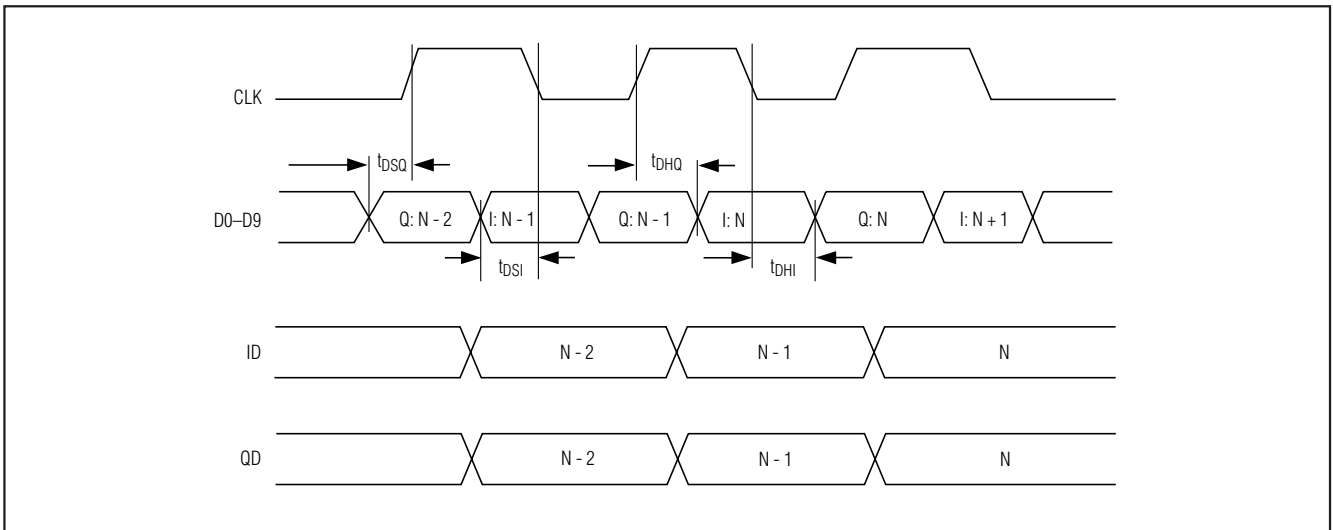 CLK
tDSQ
tDHQ
D0–D9 Q: N - 2 I: N - 1 Q: N - 1 I: N Q: N I: N + 1
tDSI
tDHI
ID N - 2 N - 1 N
QD N - 2 N - 1 N